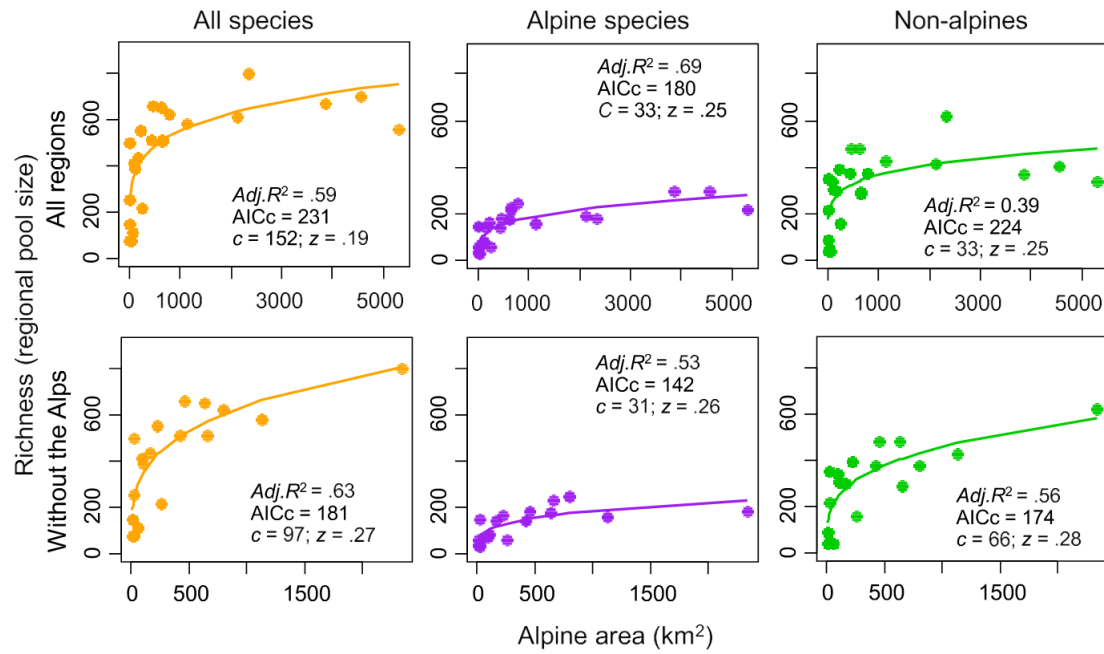 All species
Alpine species
Non-alpines
Richness (regional pool size)
All regions
0 200 600
Adj.R² = .59
AICc = 231
c = 152; z = .19
0 1000 3000 5000
0 200 600
Adj.R² = .69
AICc = 180
C = 33; z = .25
0 1000 3000 5000
0 200 600
Adj.R² = 0.39
AICc = 224
c = 33; z = .25
0 1000 3000 5000
Without the Alps
0 200 600
Adj.R² = .63
AICc = 181
c = 97; z = .27
0 500 1500
0 200 600
Adj.R² = .53
AICc = 142
c = 31; z = .26
0 500 1500
0 200 600
Adj.R² = .56
AICc = 174
c = 66; z = .28
0 500 1500
Alpine area (km²)